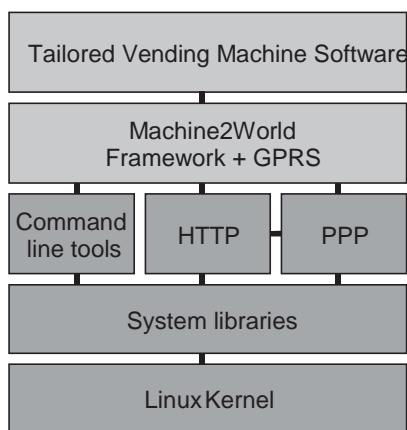 Tailored Vending Machine Software
Machine2World
Framework + GPRS
Command
line tools
HTTP
PPP
System libraries
Linux Kernel